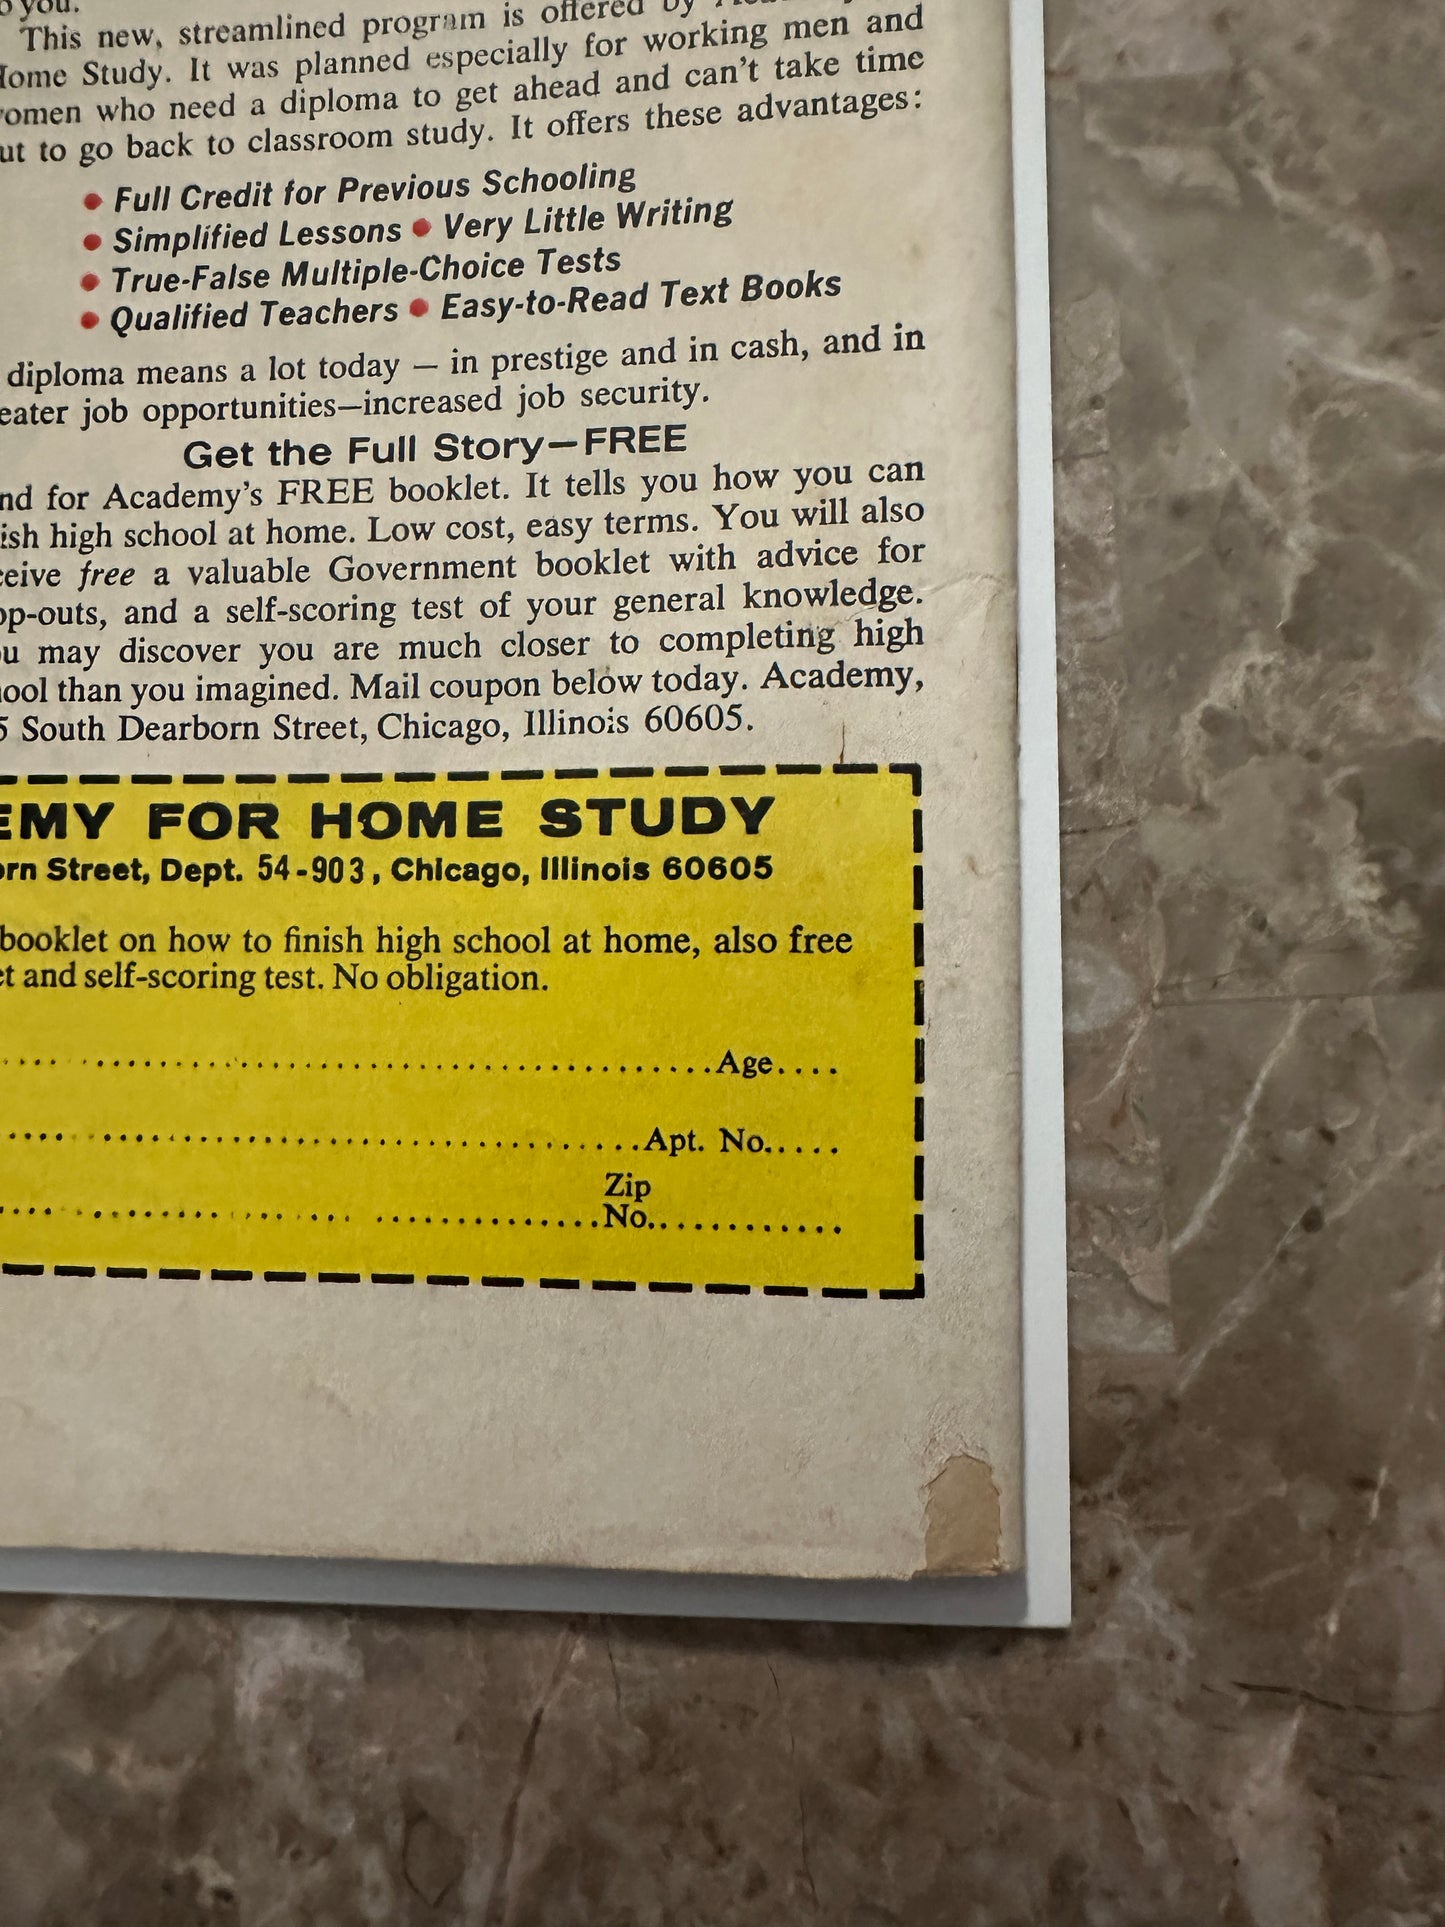 you.
This new, streamlined program is offered by
Home Study. It was planned especially for working men and
women who need a diploma to get ahead and can't take time
ut to go back to classroom study. It offers these advantages:
• Full Credit for Previous Schooling
• Simplified Lessons • Very Little Writing
• True-False Multiple-Choice Tests
• Qualified Teachers • Easy-to-Read Text Books
diploma means a lot today — in prestige and in cash, and in
eater job opportunities—increased job security.
Get the Full Story—FREE
nd for Academy's FREE booklet. It tells you how you can
ish high school at home. Low cost, easy terms. You will also
ceive free a valuable Government booklet with advice for
op-outs, and a self-scoring test of your general knowledge.
ou may discover you are much closer to completing high
ool than you imagined. Mail coupon below today. Academy,
5 South Dearborn Street, Chicago, Illinois 60605.
EMY FOR HOME STUDY
orn Street, Dept. 54-903, Chicago, Illinois 60605
booklet on how to finish high school at home, also free
et and self-scoring test. No obligation.
Age....
Apt. No.....
Zip
No............